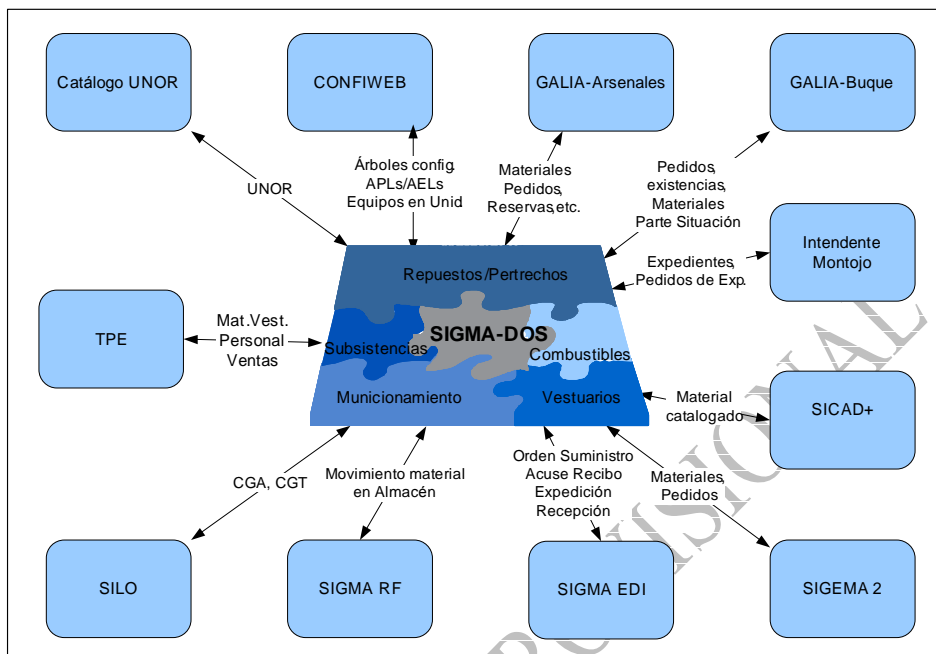 Catálogo UNOR
CONFIWEB
GALIA-Arsenales
GALIA-Buque
UNOR
Árboles config.
APLs/AELs
Equipos en Unid
Materiales
Pedidos,
Reservas,etc.
Pedidos,
existencias,
Materiales
Parte Situación
Expedientes,
Pedidos de Exp.
Intendente
Montojo
Repuestos/Pertrechos
SIGMA-DOS
Subsistencias
Combustibles
Municionamiento
Vestuarios
TPE
Mat.Vest.
Personal
Ventas
Material
catalogado
SICAD+
CGA, CGT
Movimiento material
en Almacén
Orden Suministro
Acuse Recibo
Expedición
Recepción
Materiales,
Pedidos
SILO
SIGMA RF
SIGMA EDI
SIGEMA 2